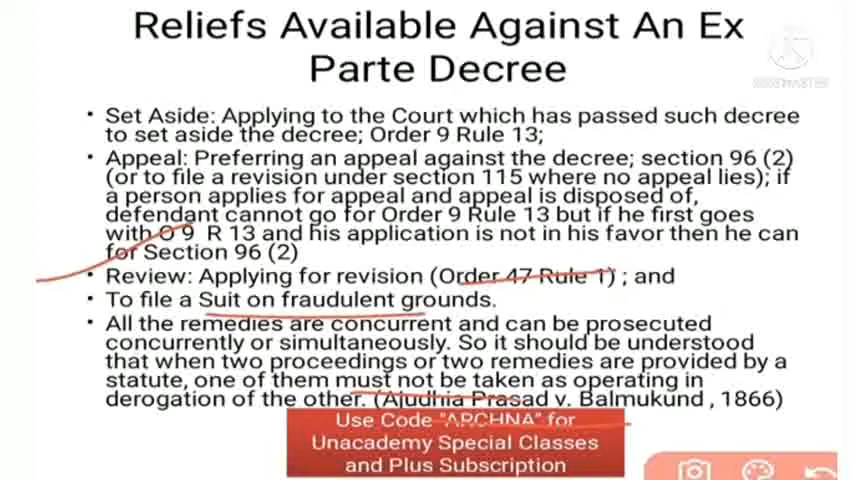 Reliefs Available Against An Ex
Parte Decree
• Set Aside: Applying to the Court which has passed such decree
to set aside the decree; Order 9 Rule 13;
• Appeal: Preferring an appeal against the decree; section 96 (2)
(or to file a revision under section 115 where no appeal lies); if
a person applies for appeal and appeal is disposed of,
defendant cannot go for Order 9 Rule 13 but if he first goes
with O 9 R 13 and his application is not in his favor then he can
for Section 96 (2)
• Review: Applying for revision (Order 47 Rule 1) ; and
• To file a Suit on fraudulent grounds.
• All the remedies are concurrent and can be prosecuted
concurrently or simultaneously. So it should be understood
that when two proceedings or two remedies are provided by a
statute, one of them must not be taken as operating in
derogation of the other. (Ajudhia Prasad v. Balmukund , 1866)
Use Code "ARCHNA" for
Unacademy Special Classes
and Plus Subscription